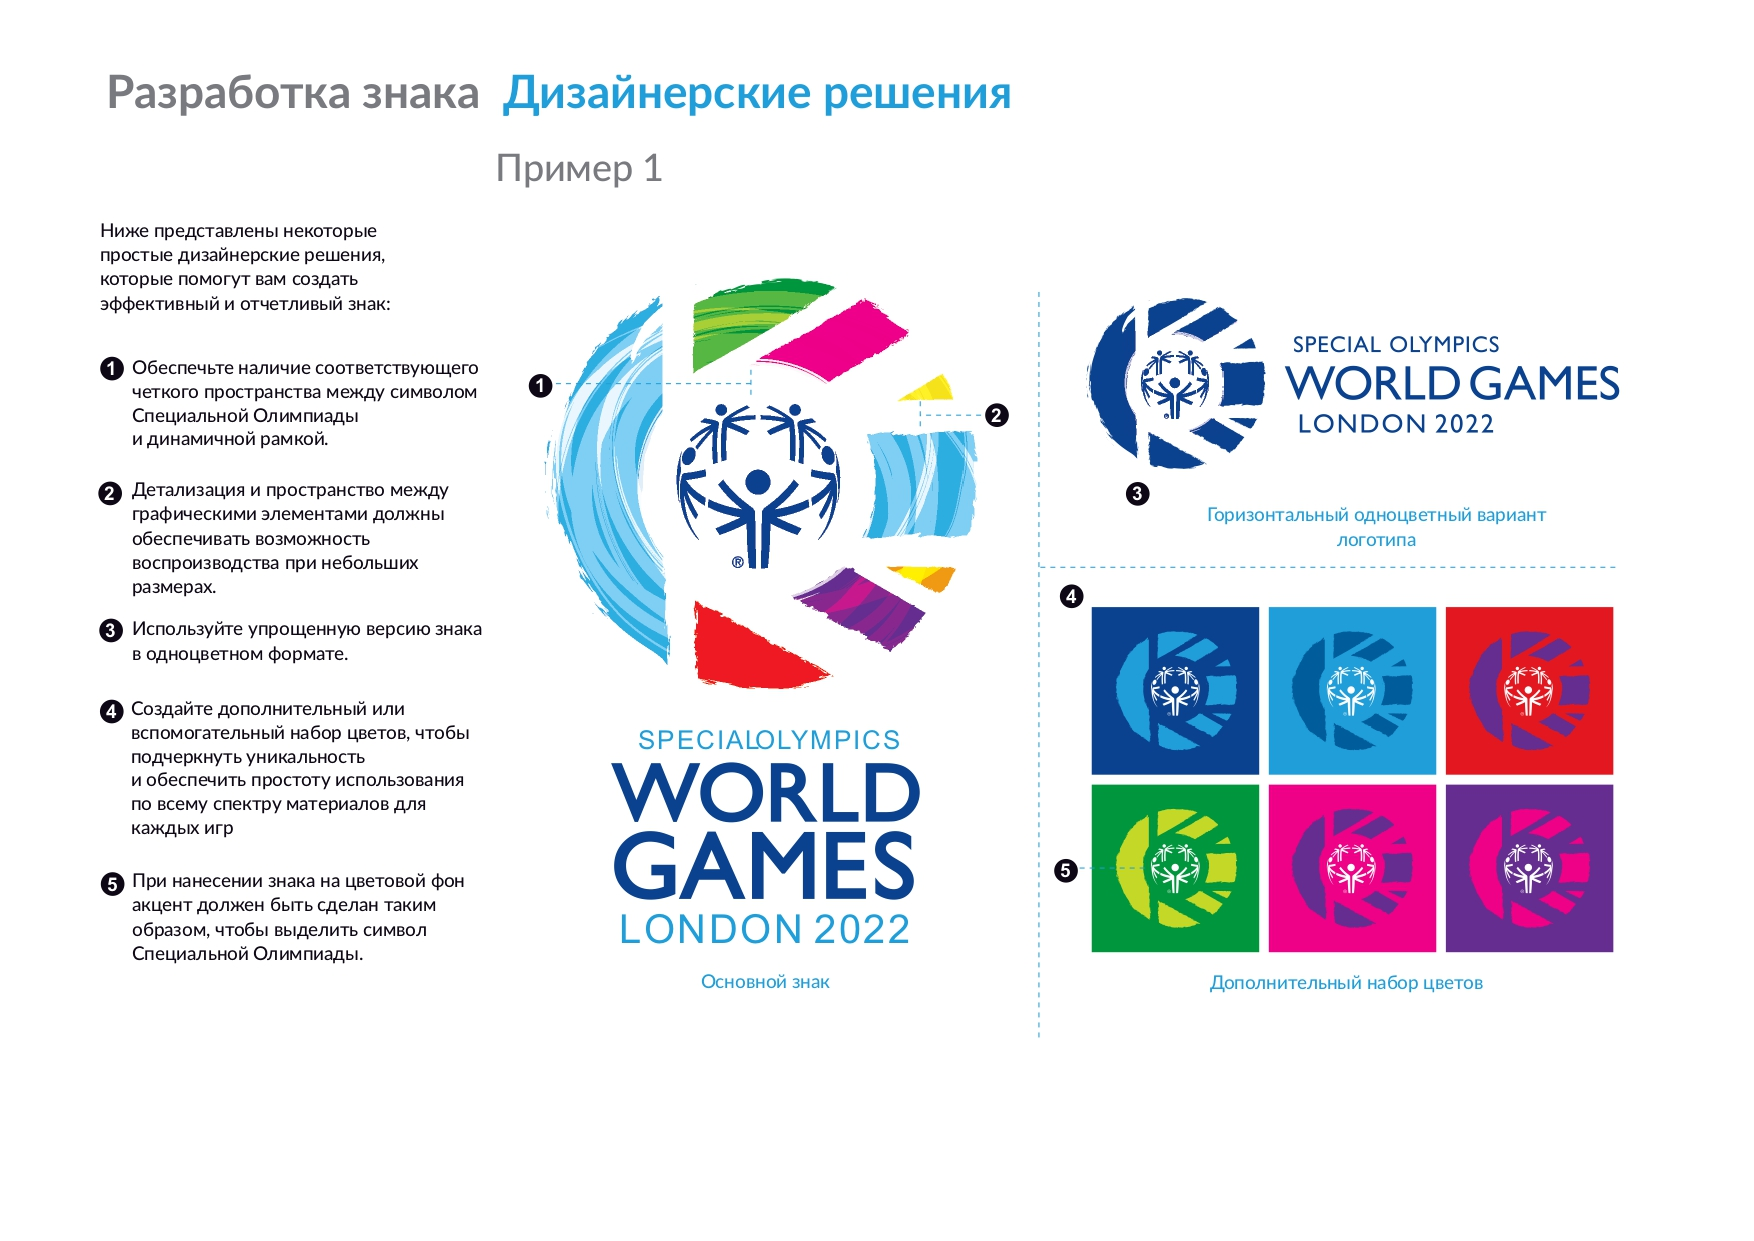 Разработка знака Дизайнерские решения
Пример 1
Ниже представлены некоторые
простые дизайнерские решения,
которые помогут вам создать
эффективный и отчетливый знак:
1 Обеспечьте наличие соответствующего
четкого пространства между символом
Специальной Олимпиады
и динамичной рамкой.
2 Детализация и пространство между
графическими элементами должны
обеспечивать возможность
воспроизводства при небольших
размерах.
3 Используйте упрощенную версию знака
в одноцветном формате.
4 Создайте дополнительный или
вспомогательный набор цветов, чтобы
подчеркнуть уникальность
и обеспечить простоту использования
по всему спектру материалов для
каждых игр
5 При нанесении знака на цветовой фон
акцент должен быть сделан таким
образом, чтобы выделить символ
Специальной Олимпиады.
1
2
®
SPECIALOLYMPICS
WORLD
GAMES
LONDON 2022
Основной знак
SPECIAL OLYMPICS
WORLD GAMES
LONDON 2022
3
Горизонтальный одноцветный вариант
логотипа
4
5
Дополнительный набор цветов